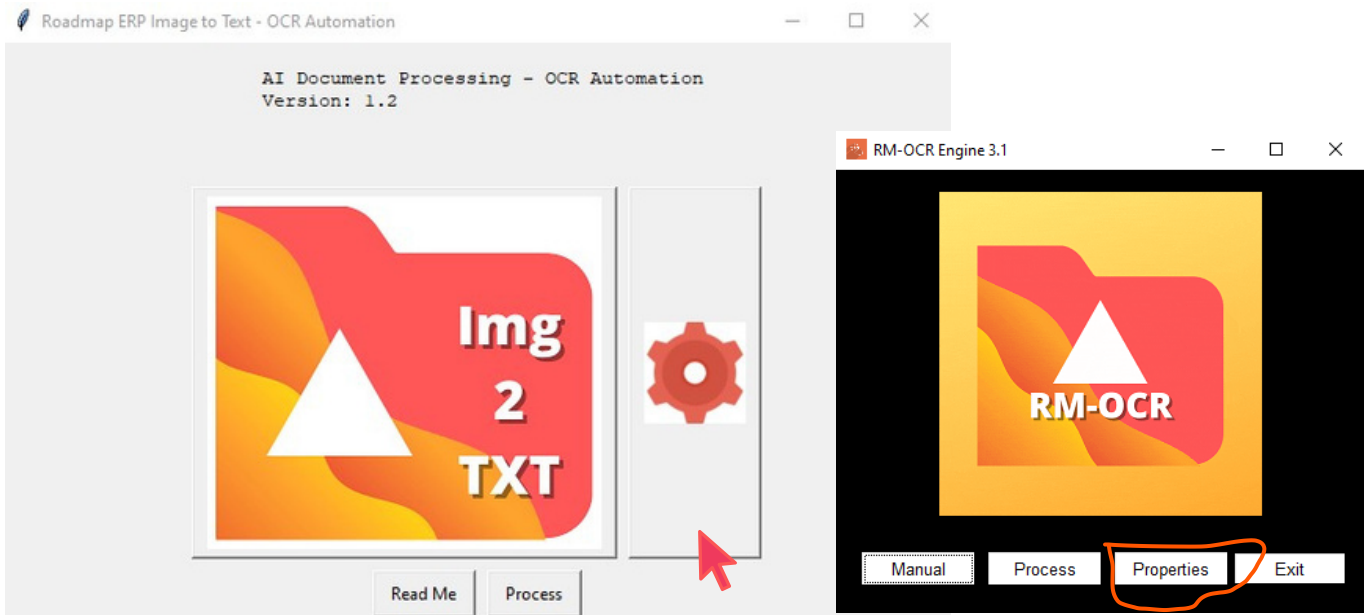 Roadmap ERP Image to Text - OCR Automation
AI Document Processing - OCR Automation
Version: 1.2
Img
2
TXT
Read Me
Process
RM-OCR Engine 3.1
RM-OCR
Manual
Process
Properties
Exit